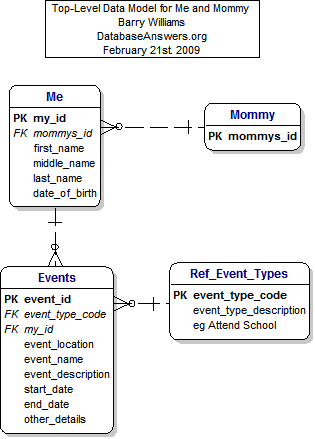 Top-Level Data Model for Me and Mommy
Barry Williams
DatabaseAnswers.org
February 21st. 2009
Me
PK my_id
FK mommys_id
first_name
middle_name
last_name
date_of_birth
Mommy
PK mommys_id
Events
PK event_id
FK event_type_code
FK my_id
event_location
event_name
event_description
start_date
end_date
other_details
Ref_Event_Types
PK event_type_code
event_type_description
eg Attend School